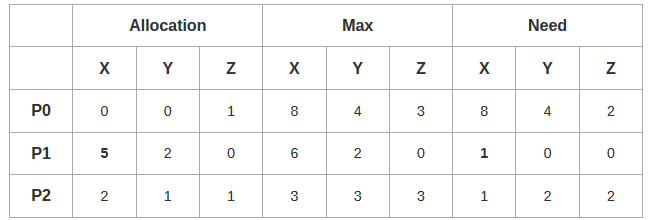 Allocation Max Need
X Y Z X Y Z X Y Z
P0 0 0 1 8 4 3 8 4 2
P1 5 2 0 6 2 0 1 0 0
P2 2 1 1 3 3 3 1 2 2